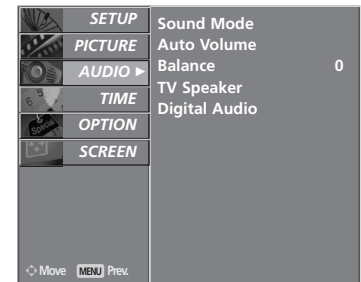 SETUP
PICTURE
AUDIO ►
TIME
OPTION
SCREEN
Sound Mode
Auto Volume
Balance 0
TV Speaker
Digital Audio
Special
Move MENU Prev.